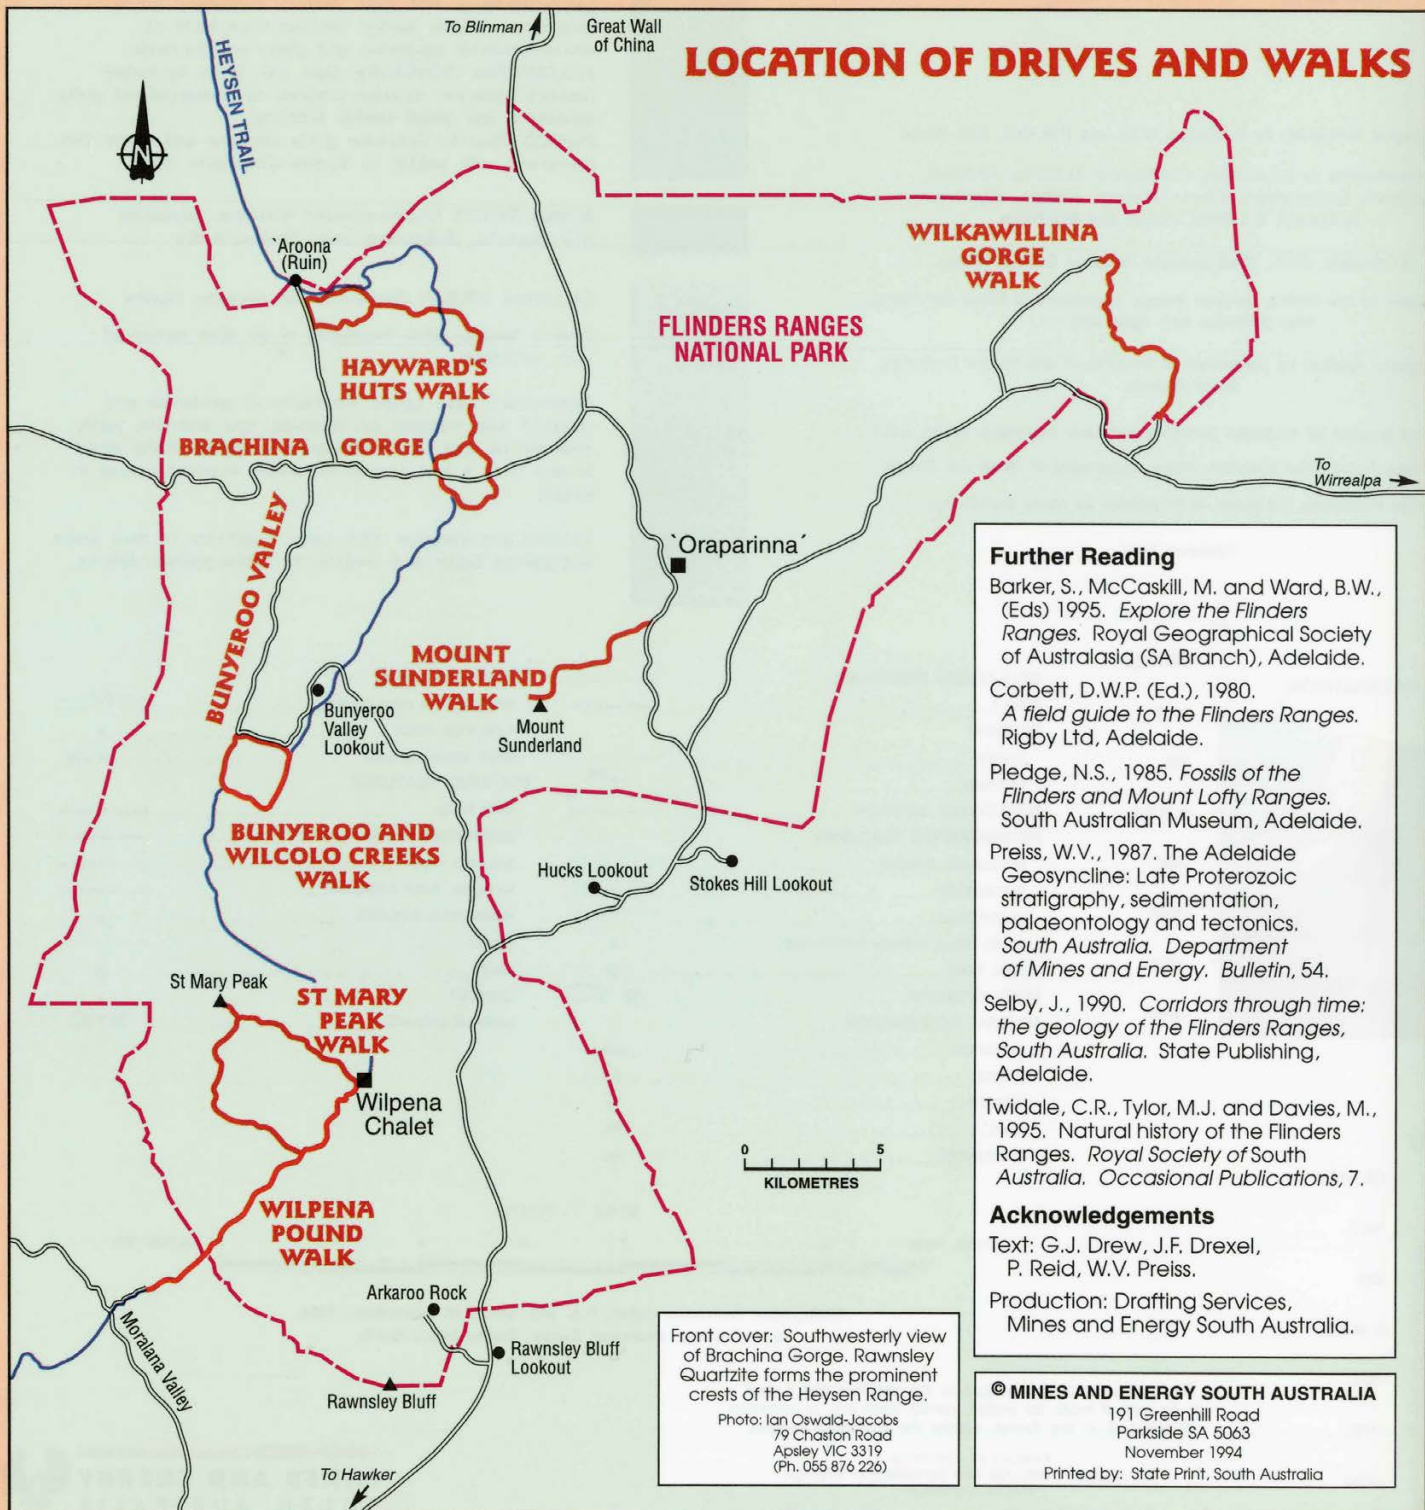 LOCATION OF DRIVES AND WALKS
To Blinman
Great Wall
of China
HEYSEN TRAIL
N
`Aroona´
(Ruin)
WILKAWILLINA
GORGE
WALK
FLINDERS RANGES
NATIONAL PARK
HAYWARD'S
HUTS WALK
BRACHINA GORGE
To
Wirrealpa
BUNYEROO VALLEY
`Oraparinna´
MOUNT
SUNDERLAND
WALK
Mount
Sunderland
Bunyeroo
Valley
Lookout
BUNYEROO AND
WILCOLO CREEKS
WALK
Hucks Lookout
Stokes Hill Lookout
St Mary Peak
ST MARY
PEAK
WALK
Wilpena
Chalet
0 5
KILOMETRES
WILPENA
POUND
WALK
Arkaroo Rock
Rawnsley Bluff
Lookout
Rawnsley Bluff
Moralana Valley
To Hawker
Further Reading
Barker, S., McCaskill, M. and Ward, B.W.,
(Eds) 1995. Explore the Flinders
Ranges. Royal Geographical Society
of Australasia (SA Branch), Adelaide.
Corbett, D.W.P. (Ed.), 1980.
A field guide to the Flinders Ranges.
Rigby Ltd, Adelaide.
Pledge, N.S., 1985. Fossils of the
Flinders and Mount Lofty Ranges.
South Australian Museum, Adelaide.
Preiss, W.V., 1987. The Adelaide
Geosyncline: Late Proterozoic
stratigraphy, sedimentation,
palaeontology and tectonics.
South Australia. Department
of Mines and Energy. Bulletin, 54.
Selby, J., 1990. Corridors through time:
the geology of the Flinders Ranges,
South Australia. State Publishing,
Adelaide.
Twidale, C.R., Tylor, M.J. and Davies, M.,
1995. Natural history of the Flinders
Ranges. Royal Society of South
Australia. Occasional Publications, 7.
Acknowledgements
Text: G.J. Drew, J.F. Drexel,
P. Reid, W.V. Preiss.
Production: Drafting Services,
Mines and Energy South Australia.
Front cover: Southwesterly view
of Brachina Gorge. Rawnsley
Quartzite forms the prominent
crests of the Heysen Range.
Photo: Ian Oswald-Jacobs
79 Chaston Road
Apsley VIC 3319
(Ph. 055 876 226)
© MINES AND ENERGY SOUTH AUSTRALIA
191 Greenhill Road
Parkside SA 5063
November 1994
Printed by: State Print, South Australia